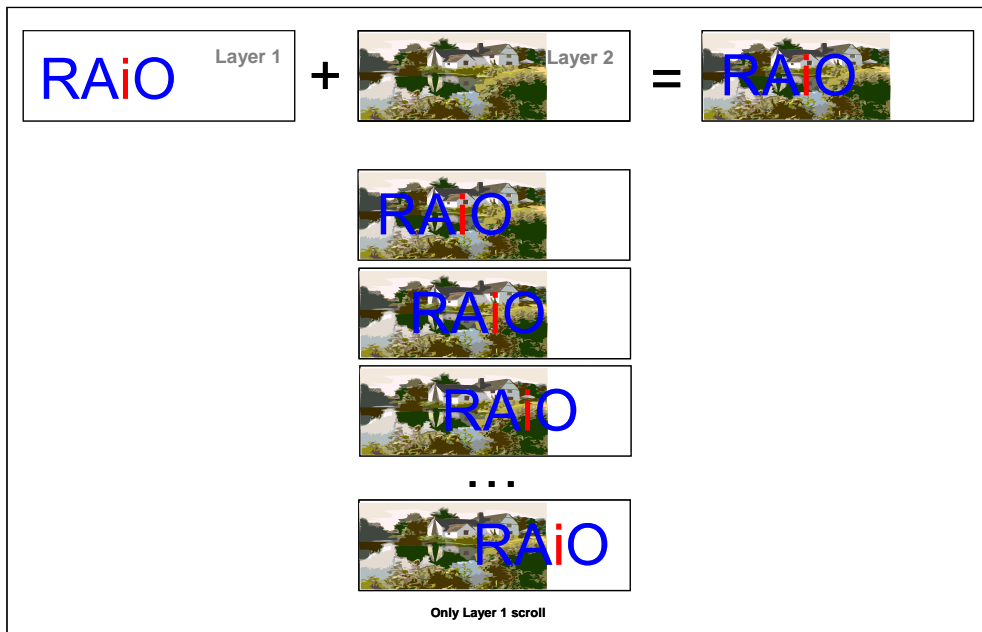 RAiO Layer 1 + Layer 2 = RAiO
RAiO
RAiO
RAiO
...
RAiO
Only Layer 1 scroll